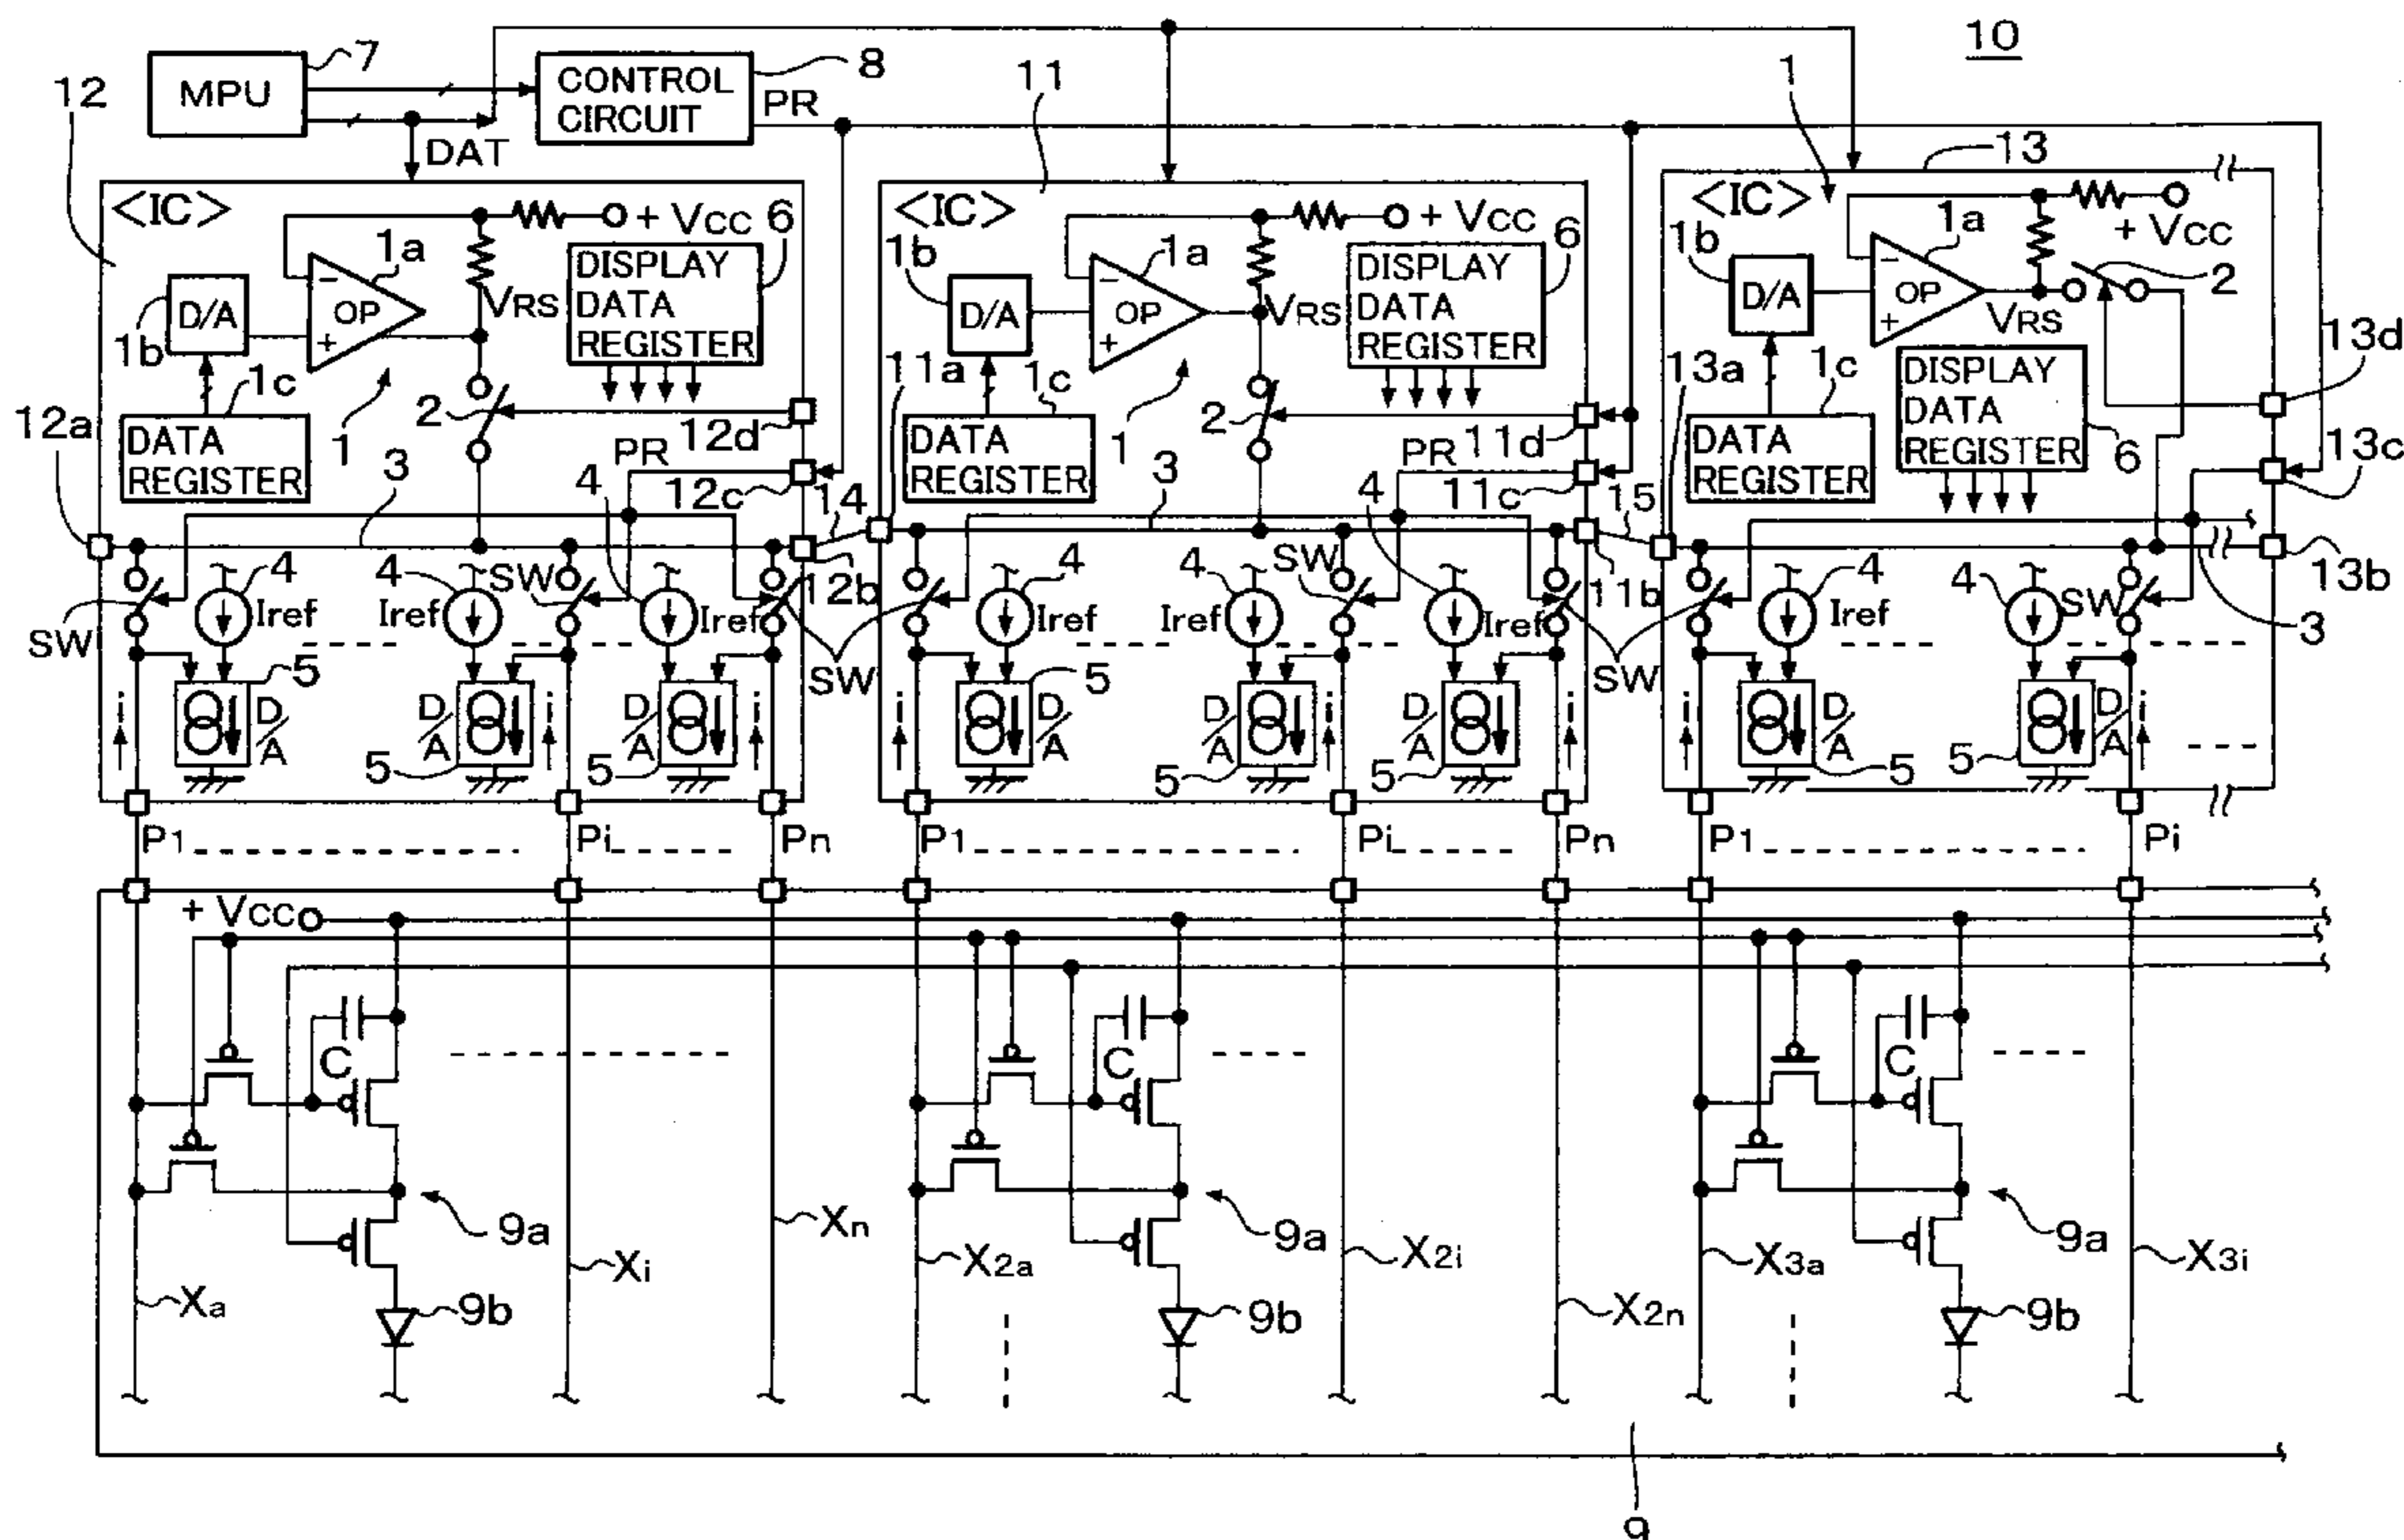 10
MPU
7
CONTROL
CIRCUIT
8
PR
DAT
12
11
1
13
<IC>
+ VCC
1a
1b
D/A
OP
−
+
VRS
6
DISPLAY
DATA
REGISTER
1c
DATA
REGISTER
1
2
12d
PR
12c
12a
3
4
14
12b
<IC>
+ VCC
1a
1b
D/A
OP
−
+
VRS
6
DISPLAY
DATA
REGISTER
11a
1c
DATA
REGISTER
1
2
11d
PR
11c
3
4
15
11b
<IC>
+ VCC
1a
1b
D/A
OP
−
+
VRS
2
13d
13a
1c
DISPLAY
DATA
REGISTER
6
DATA
REGISTER
13c
13b
3
SW
4
Iref
4
Iref
SW
Iref
SW
4
Iref
4
Iref
SW
Iref
SW
4
Iref
4
SW
i
5
D/A
5
D/A
i
5
D/A
i
i
5
D/A
5
D/A
i
5
D/A
i
i
5
D/A
5
D/A
i
P1
Pi
Pn
P1
Pi
Pn
P1
Pi
+ VCC
C
C
C
9a
9a
9a
Xa
Xi
Xn
X2a
X2i
X2n
X3a
X3i
9b
9b
9b
9